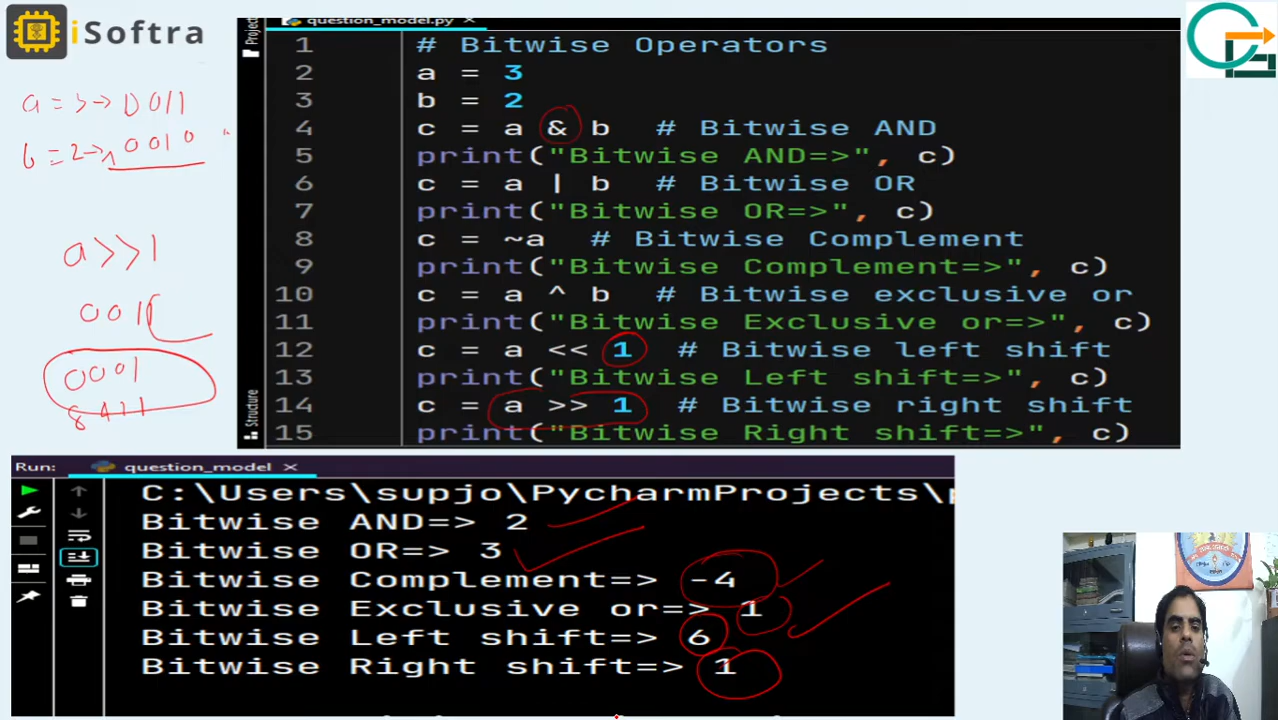 iSoftra
question_model.py ×
Project
1 # Bitwise Operators
2 a = 3
3 b = 2
4 c = a & b # Bitwise AND
5 print("Bitwise AND=>", c)
6 c = a | b # Bitwise OR
7 print("Bitwise OR=>", c)
8 c = ~a # Bitwise Complement
9 print("Bitwise Complement=>", c)
10 c = a ^ b # Bitwise exclusive or
11 print("Bitwise Exclusive or=>", c)
12 c = a << 1 # Bitwise left shift
13 print("Bitwise Left shift=>", c)
14 c = a >> 1 # Bitwise right shift
15 print("Bitwise Right shift=>", c)
Structure
a = 3 → 0011
b = 2 → 0010
a >> 1
0011
0001
8421
Run: question_model ×
C:\Users\supjo\PycharmProjects\
Bitwise AND=> 2
Bitwise OR=> 3
Bitwise Complement=> -4
Bitwise Exclusive or=> 1
Bitwise Left shift=> 6
Bitwise Right shift=> 1